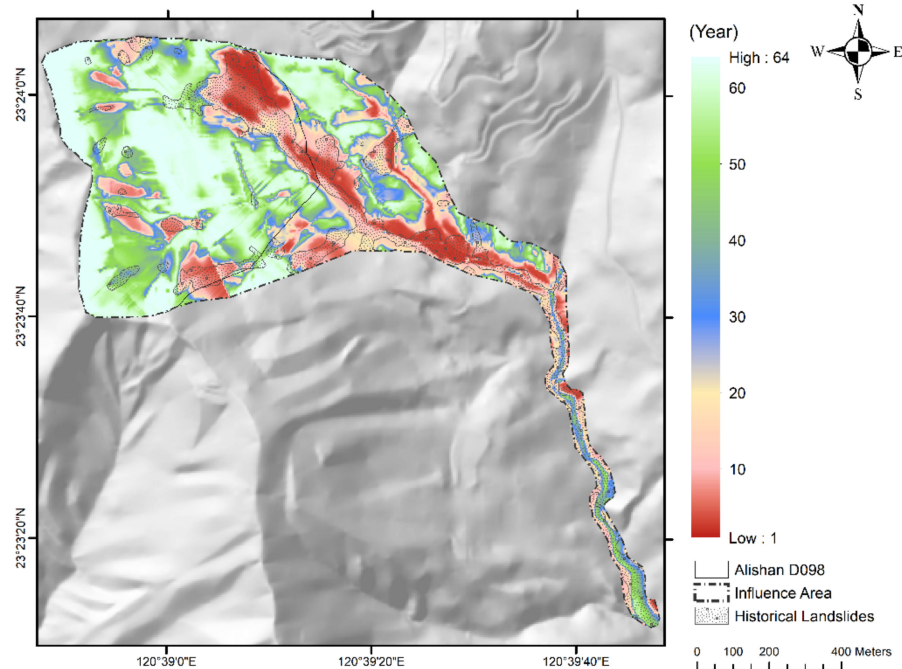 (Year)
High : 64
60
50
40
30
20
10
Low : 1
N
W E
S
23°24'0"N
23°23'40"N
23°23'20"N
120°39'0"E
120°39'20"E
120°39'40"E
Alishan D098
Influence Area
Historical Landslides
0 100 200 400 Meters